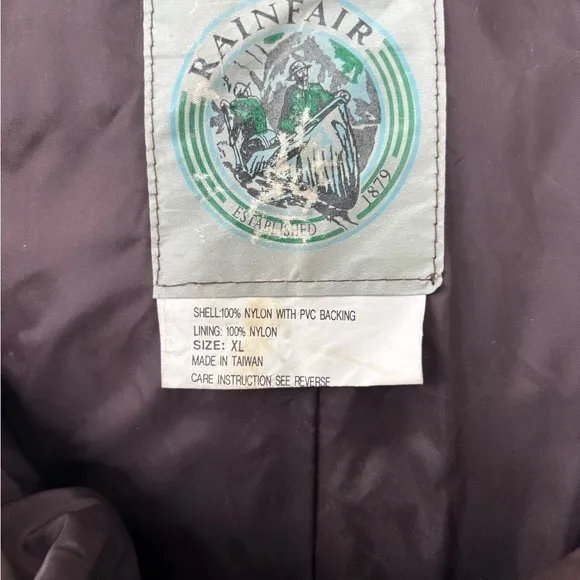 RAINFAIR
ESTABLISHED 1879
SHELL:100% NYLON WITH PVC BACKING
LINING: 100% NYLON
SIZE: XL
MADE IN TAIWAN
CARE INSTRUCTION SEE REVERSE